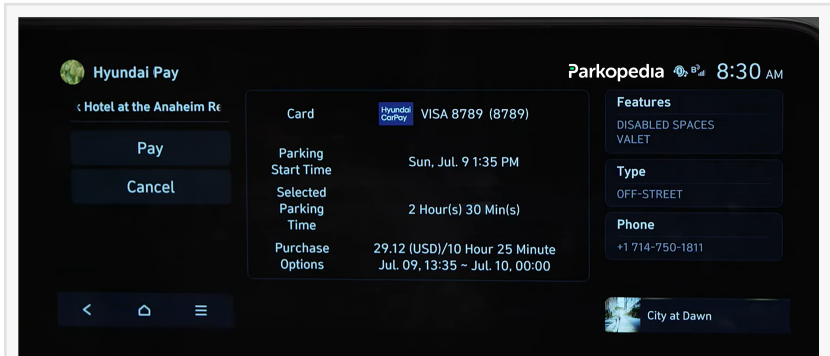 Hyundai Pay
Parkopedia
8:30 AM
Hotel at the Anaheim Re
Pay
Cancel
Card
Hyundai
CarPay
VISA 8789 (8789)
Parking
Start Time
Sun, Jul. 9 1:35 PM
Selected
Parking
Time
2 Hour(s) 30 Min(s)
Purchase
Options
29.12 (USD)/10 Hour 25 Minute
Jul. 09, 13:35 ~ Jul. 10, 00:00
Features
DISABLED SPACES
VALET
Type
OFF-STREET
Phone
+1 714-750-1811
City at Dawn